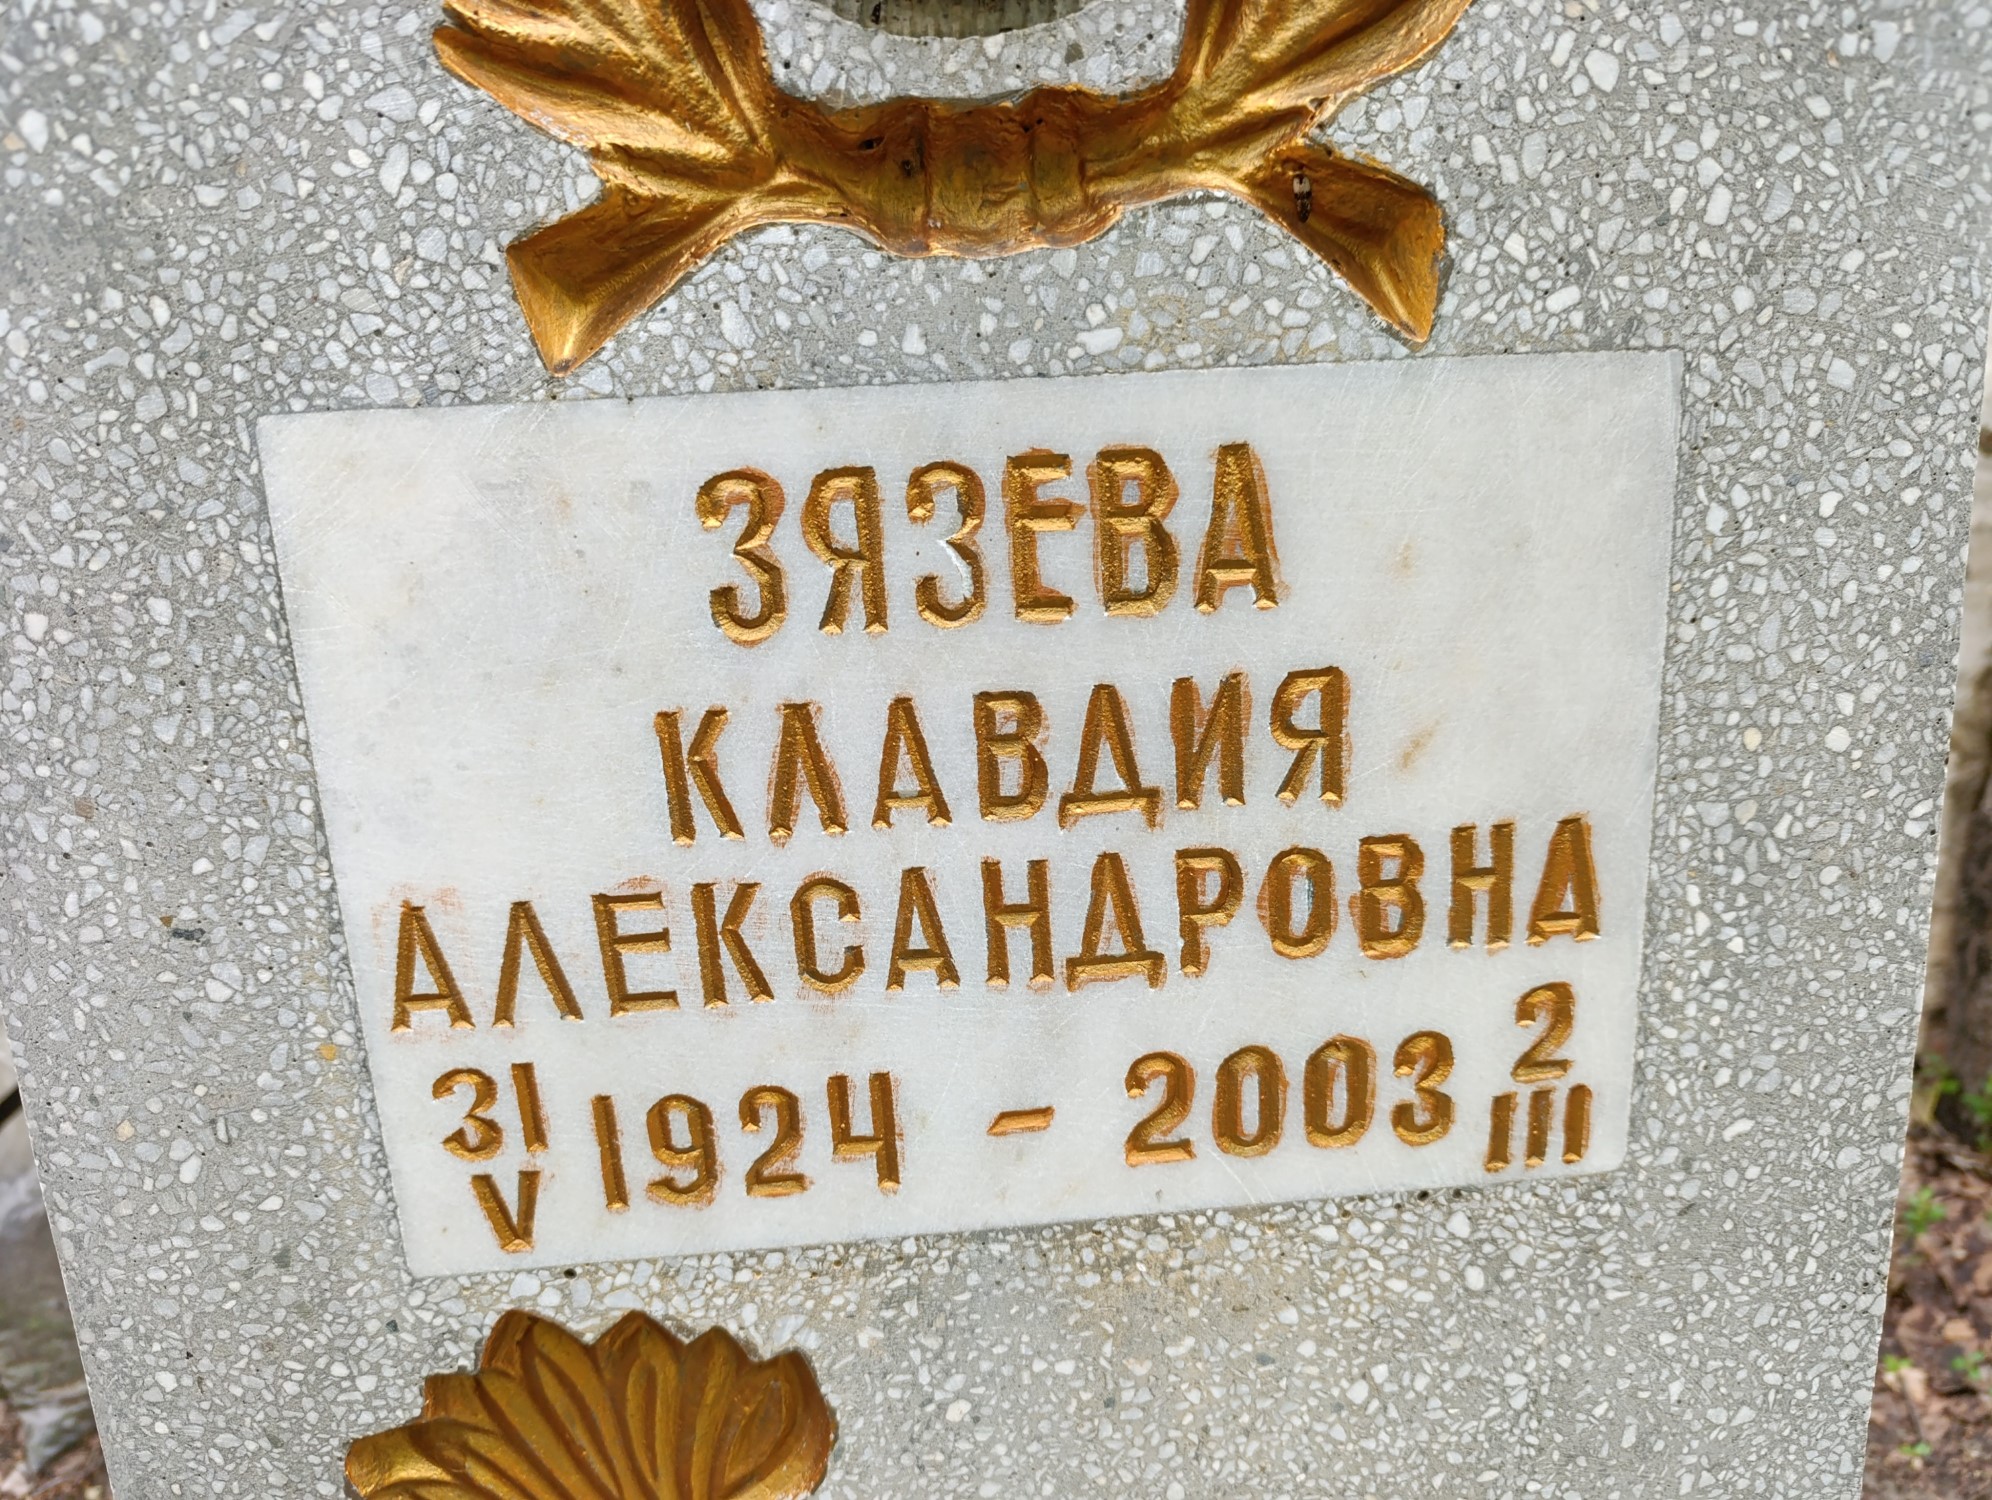 ЗЯЗЕВА
КЛАВДИЯ
АЛЕКСАНДРОВНА
31 V 1924 - 2003 2 III